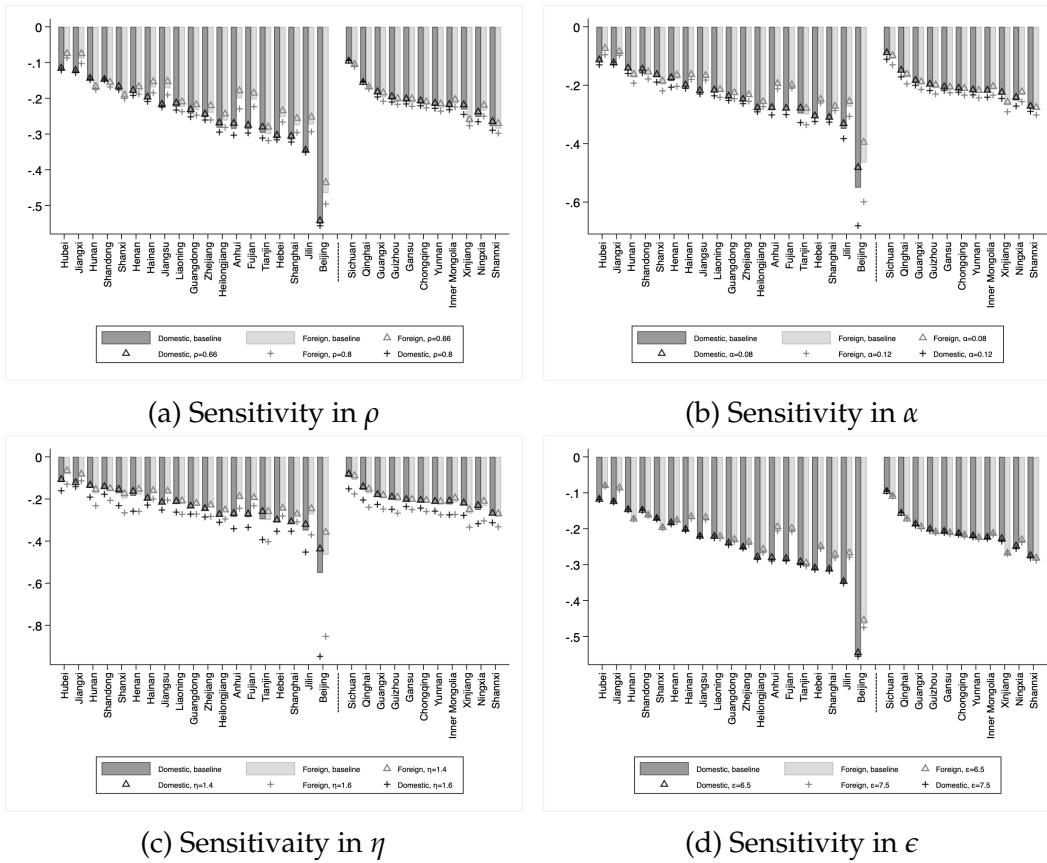 0
-.1
-.2
-.3
-.4
-.5
Hubei Jiangxi Hunan Shandong Shanxi Henan Hainan Jiangsu Liaoning Guangdong Zhejiang Heilongjiang Anhui Fujian Tianjin Hebei Shanghai Jilin Beijing Sichuan Qinghai Guangxi Guizhou Gansu Chongqing Yunnan Inner Mongolia Xinjiang Ningxia Shannxi
Domestic, baseline Foreign, baseline Foreign, ρ=0.66
Domestic, ρ=0.66 Foreign, ρ=0.8 Domestic, ρ=0.8
(a) Sensitivity in ρ
0
-.2
-.4
-.6
Hubei Jiangxi Hunan Shandong Shanxi Henan Hainan Jiangsu Liaoning Guangdong Zhejiang Heilongjiang Anhui Fujian Tianjin Hebei Shanghai Jilin Beijing Sichuan Qinghai Guangxi Guizhou Gansu Chongqing Yunnan Inner Mongolia Xinjiang Ningxia Shannxi
Domestic, baseline Foreign, baseline Foreign, α=0.08
Domestic, α=0.08 Foreign, α=0.12 Domestic, α=0.12
(b) Sensitivity in α
0
-.2
-.4
-.6
-.8
Hubei Jiangxi Hunan Shandong Shanxi Henan Hainan Jiangsu Liaoning Guangdong Zhejiang Heilongjiang Anhui Fujian Tianjin Hebei Shanghai Jilin Beijing Sichuan Qinghai Guangxi Guizhou Gansu Chongqing Yunnan Inner Mongolia Xinjiang Ningxia Shannxi
Domestic, baseline Foreign, baseline Foreign, η=1.4
Domestic, η=1.4 Foreign, η=1.6 Domestic, η=1.6
(c) Sensitivaity in η
0
-.1
-.2
-.3
-.4
-.5
Hubei Jiangxi Hunan Shandong Shanxi Henan Hainan Jiangsu Liaoning Guangdong Zhejiang Heilongjiang Anhui Fujian Tianjin Hebei Shanghai Jilin Beijing Sichuan Qinghai Guangxi Guizhou Gansu Chongqing Yunnan Inner Mongolia Xinjiang Ningxia Shannxi
Domestic, baseline Foreign, baseline Foreign, ε=6.5
Domestic, ε=6.5 Foreign, ε=7.5 Domestic, ε=7.5
(d) Sensitivity in ϵ